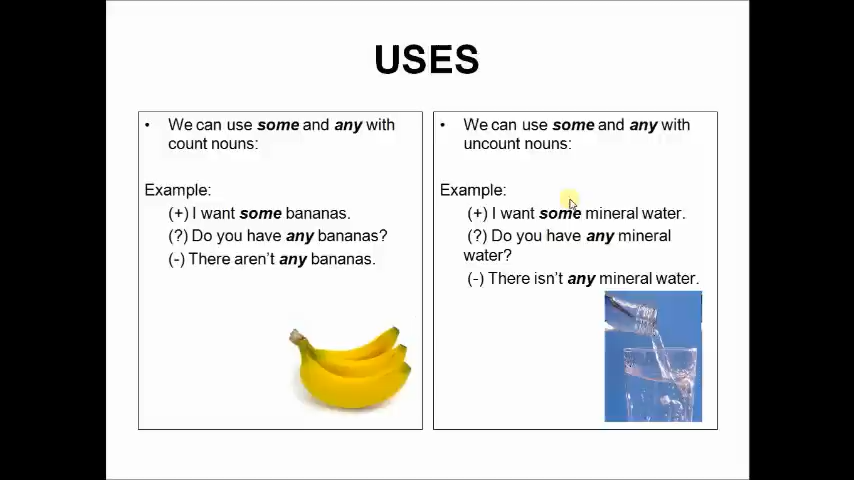 USES
• We can use some and any with
count nouns:
Example:
(+) I want some bananas.
(?) Do you have any bananas?
(-) There aren't any bananas.
• We can use some and any with
uncount nouns:
Example:
(+) I want some mineral water.
(?) Do you have any mineral
water?
(-) There isn't any mineral water.